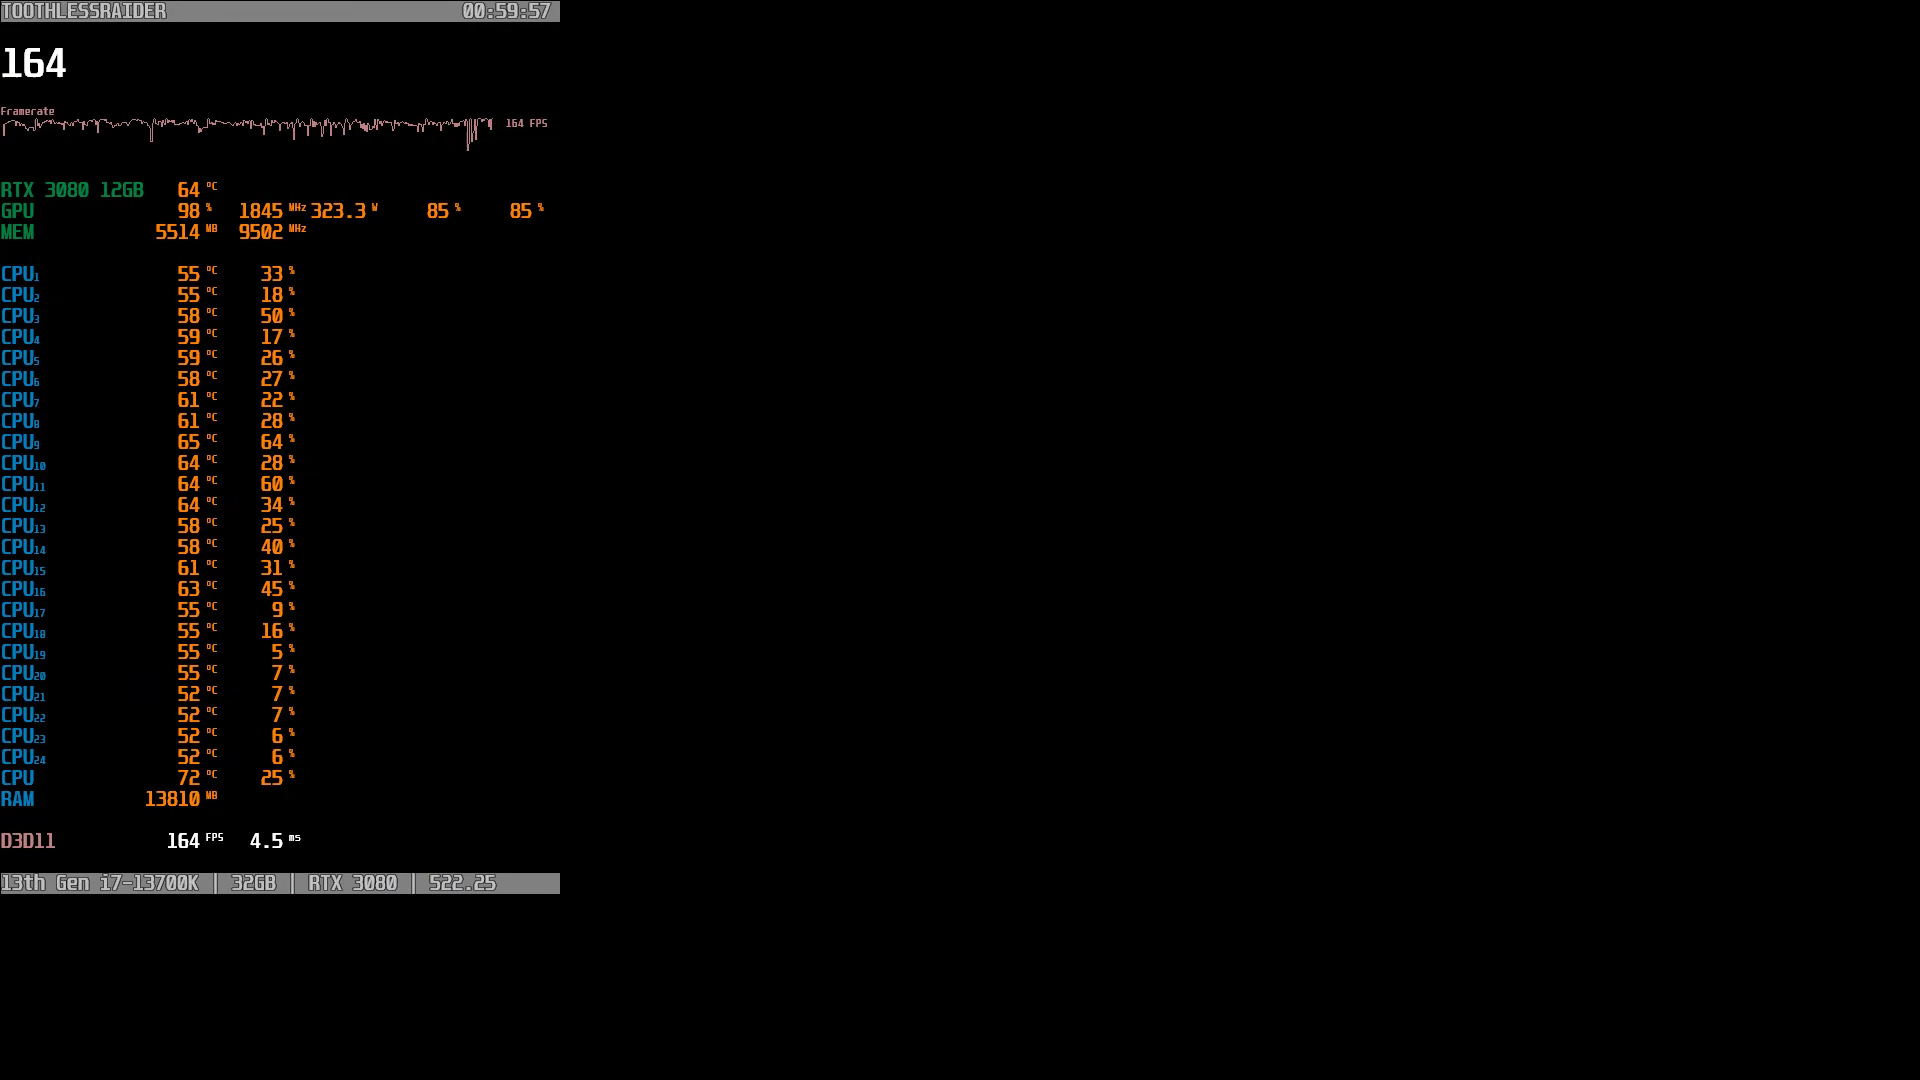 TOOTHLESSRAIDER 00:59:57
164
Framerate
164 FPS
RTX 3080 12GB 64 °C
GPU 98 % 1845 MHz 323.3 W 85 % 85 %
MEM 5514 MB 9502 MHz
CPU1 55 °C 33 %
CPU2 55 °C 18 %
CPU3 58 °C 50 %
CPU4 59 °C 17 %
CPU5 59 °C 26 %
CPU6 58 °C 27 %
CPU7 61 °C 22 %
CPU8 61 °C 28 %
CPU9 65 °C 64 %
CPU10 64 °C 28 %
CPU11 64 °C 60 %
CPU12 64 °C 34 %
CPU13 58 °C 25 %
CPU14 58 °C 40 %
CPU15 61 °C 31 %
CPU16 63 °C 45 %
CPU17 55 °C 9 %
CPU18 55 °C 16 %
CPU19 55 °C 5 %
CPU20 55 °C 7 %
CPU21 52 °C 7 %
CPU22 52 °C 7 %
CPU23 52 °C 6 %
CPU24 52 °C 6 %
CPU 72 °C 25 %
RAM 13810 MB
D3D11 164 FPS 4.5 ms
13th Gen i7-13700K | 32GB | RTX 3080 | 522.25